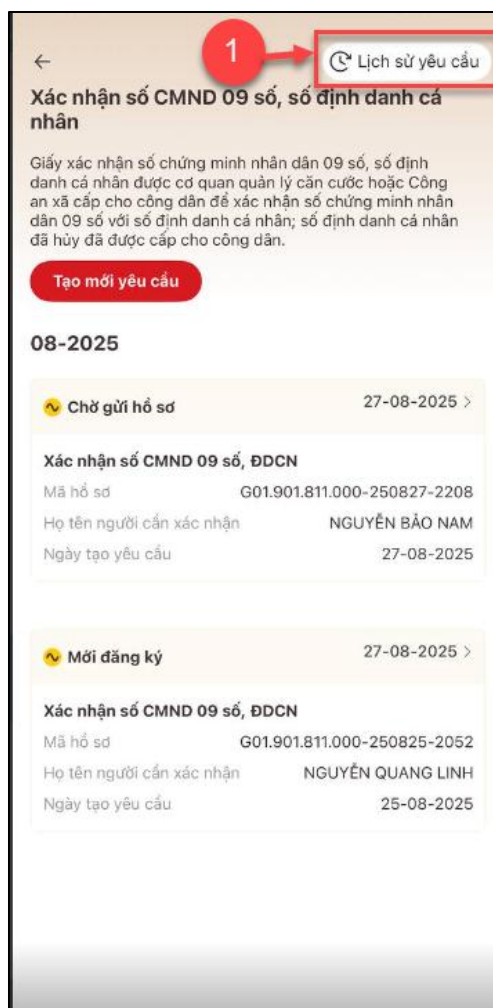 1
Lịch sử yêu cầu
Xác nhận số CMND 09 số, số định danh cá
nhân
Giấy xác nhận số chứng minh nhân dân 09 số, số định
danh cá nhân được cơ quan quản lý căn cước hoặc Công
an xã cấp cho công dân để xác nhận số chứng minh nhân
dân 09 số với số định danh cá nhân; số định danh cá nhân
đã hủy đã được cấp cho công dân.
Tạo mới yêu cầu
08-2025
Chờ gửi hồ sơ 27-08-2025 >
Xác nhận số CMND 09 số, ĐDCN
Mã hồ sơ G01.901.811.000-250827-2208
Họ tên người cần xác nhận NGUYỄN BẢO NAM
Ngày tạo yêu cầu 27-08-2025
Mới đăng ký 27-08-2025 >
Xác nhận số CMND 09 số, ĐDCN
Mã hồ sơ G01.901.811.000-250825-2052
Họ tên người cần xác nhận NGUYỄN QUANG LINH
Ngày tạo yêu cầu 25-08-2025